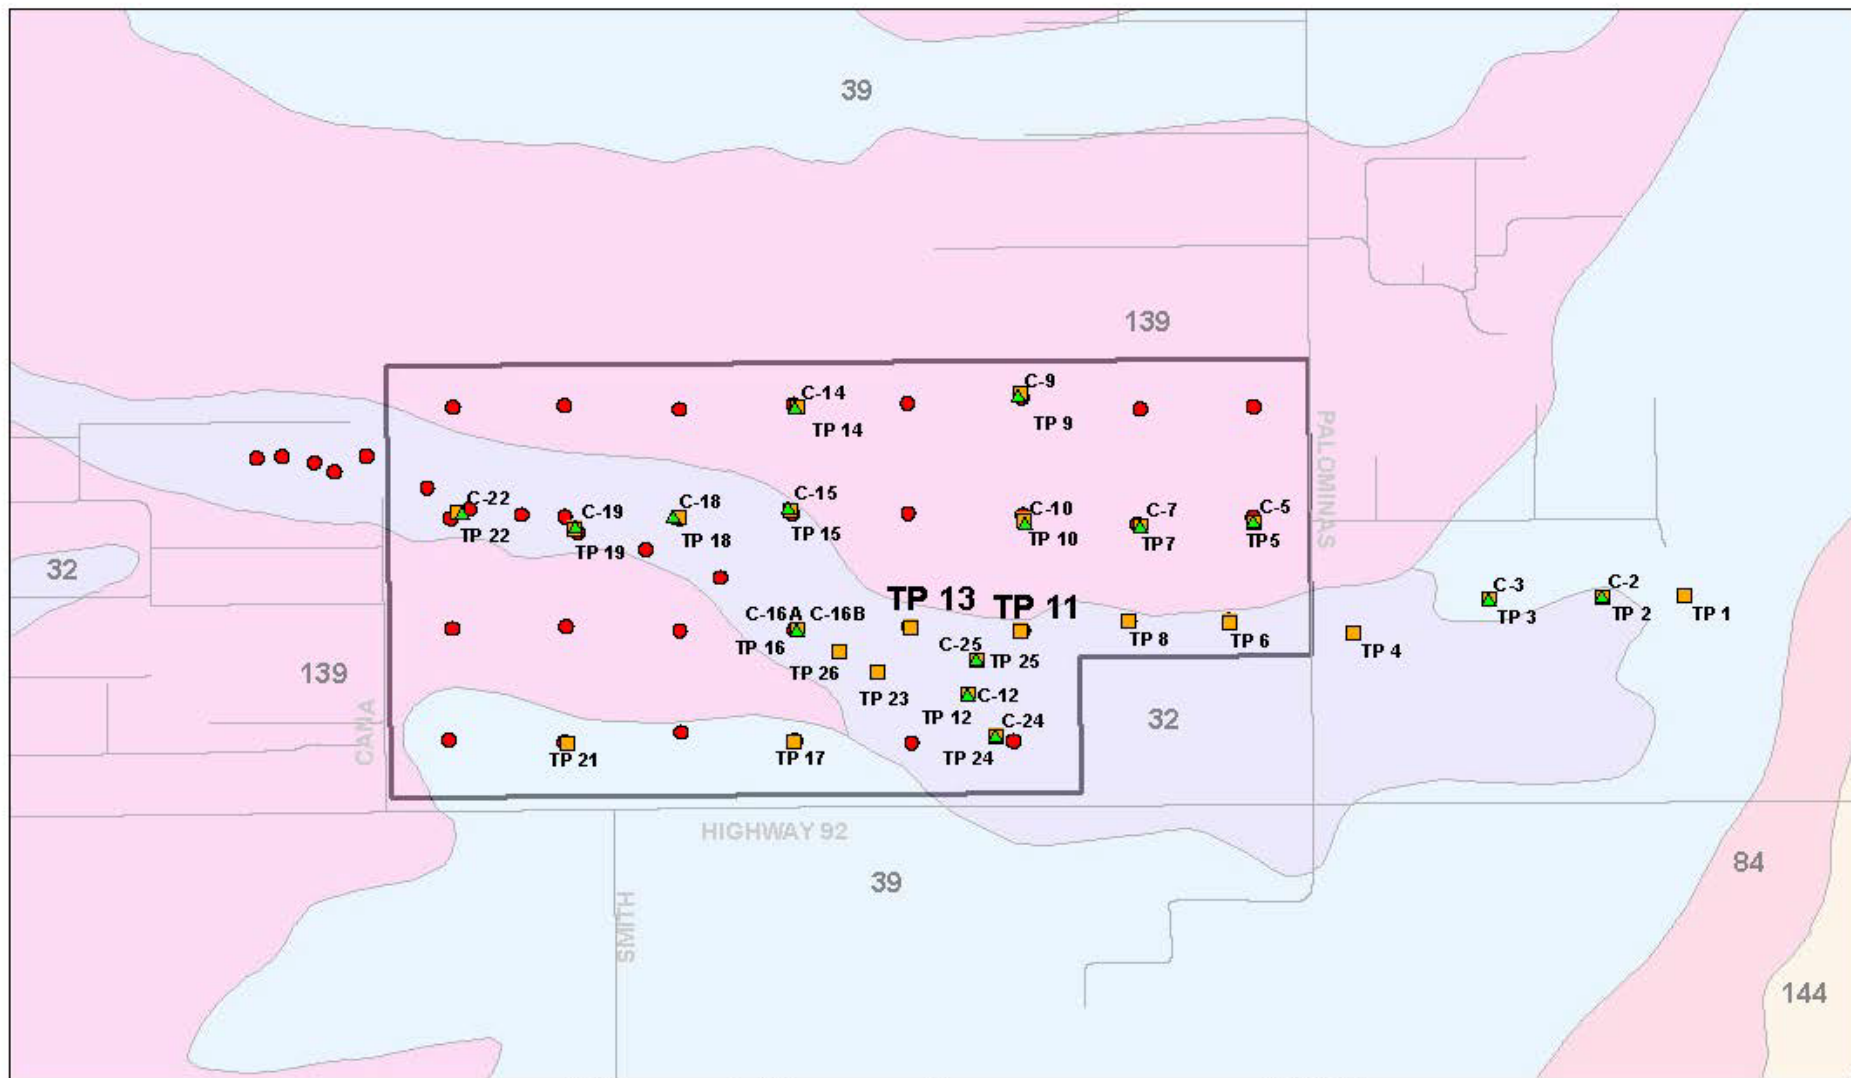 39
139
C-9
C-14
TP 9
TP 14
PALOMINAS
C-22
C-19
C-18
C-15
C-10
C-7
C-5
TP 22
TP 19
TP 18
TP 15
TP 10
TP7
TP5
32
C-3
C-2
TP 3
TP 2
TP 1
TP 13
TP 11
C-16A
C-16B
TP 16
TP 8
TP 6
TP 4
C-25
TP 25
TP 26
TP 23
139
C-12
TP 12
CANA
32
C-24
TP 24
TP 21
TP 17
HIGHWAY 92
84
39
SMITH
144